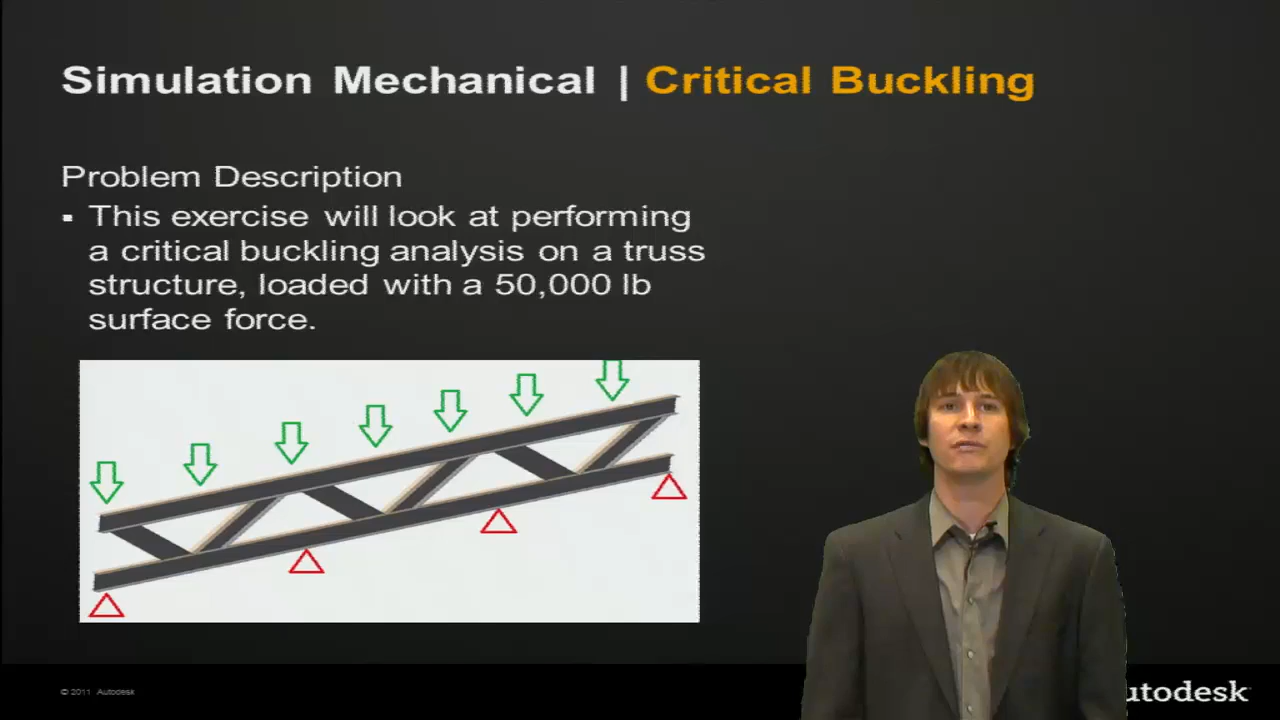 Simulation Mechanical | Critical Buckling
Problem Description
▪ This exercise will look at performing
a critical buckling analysis on a truss
structure, loaded with a 50,000 lb
surface force.
© 2011 Autodesk
utodesk